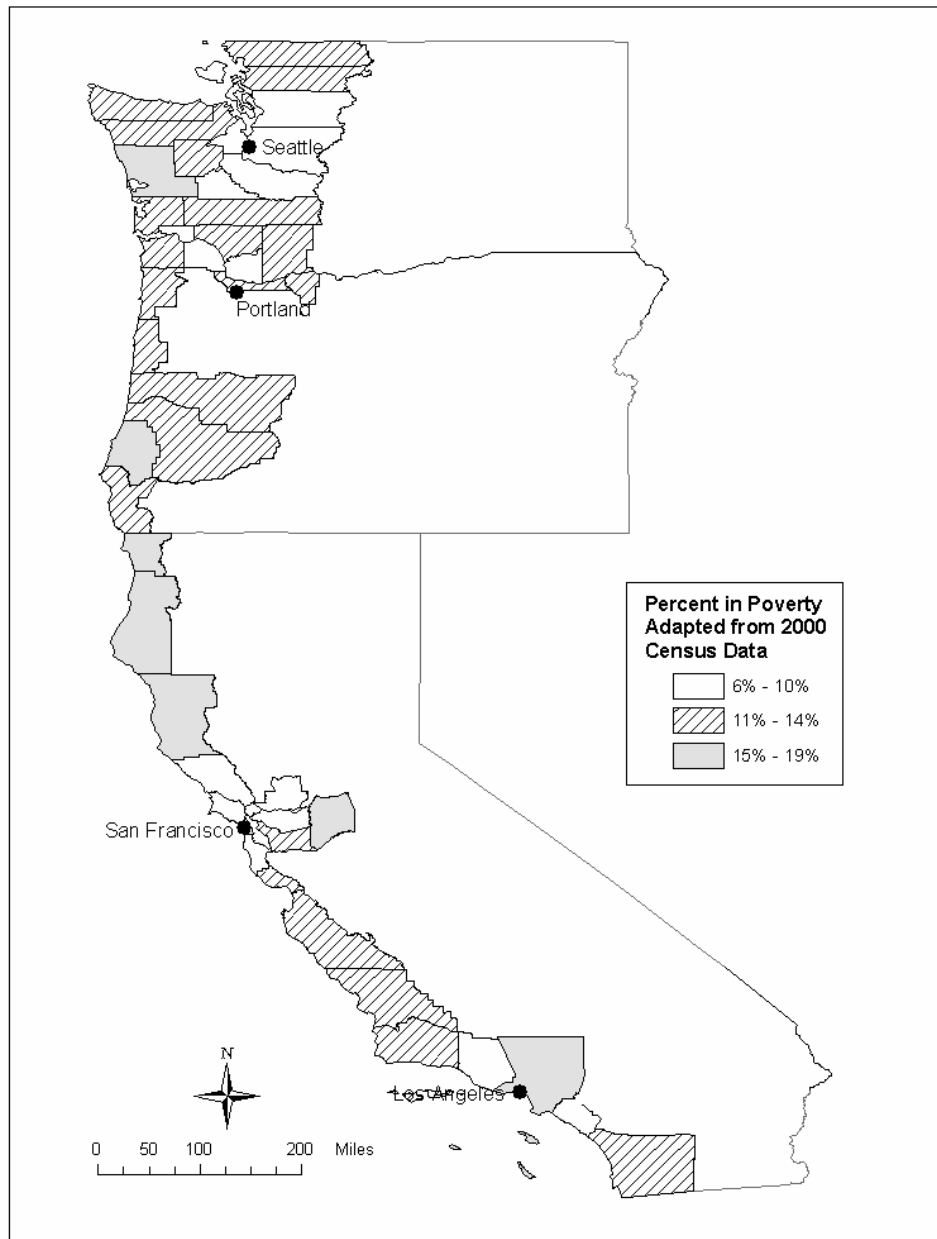 Seattle
Portland
Percent in Poverty
Adapted from 2000
Census Data
6% - 10%
11% - 14%
15% - 19%
San Francisco
N
Los Angeles
0 50 100 200 Miles